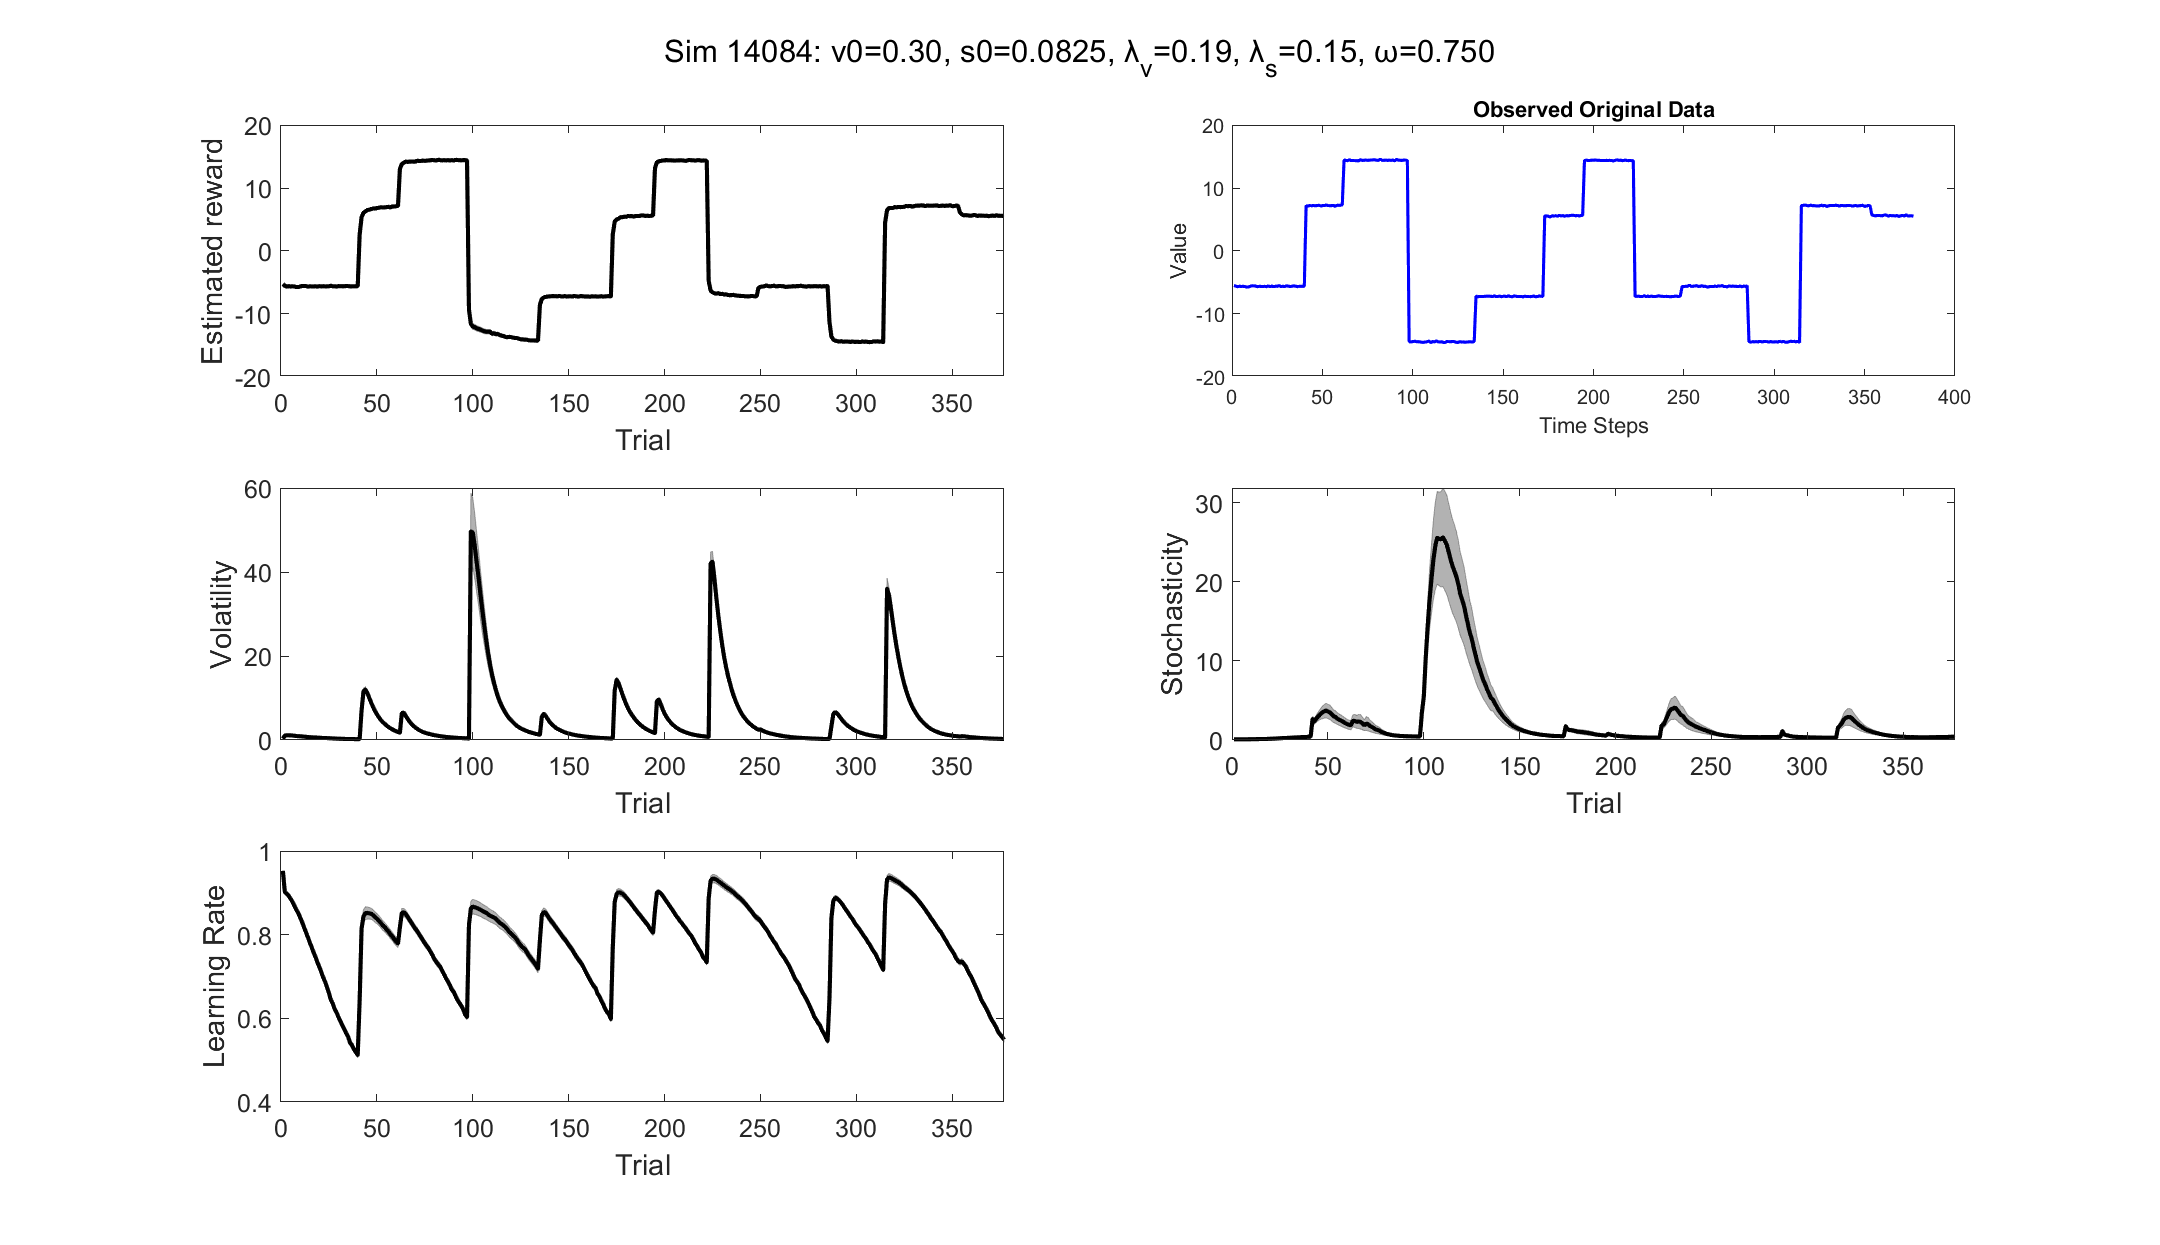 Sim 14084: v0=0.30, s0=0.0825, λ_v=0.19, λ_s=0.15, ω=0.750
Estimated reward
20
10
0
-10
-20
0 50 100 150 200 250 300 350
Trial
Observed Original Data
Value
20
10
0
-10
-20
0 50 100 150 200 250 300 350 400
Time Steps
Volatility
60
40
20
0
0 50 100 150 200 250 300 350
Trial
Stochasticity
30
20
10
0
0 50 100 150 200 250 300 350
Trial
Learning Rate
1
0.8
0.6
0.4
0 50 100 150 200 250 300 350
Trial